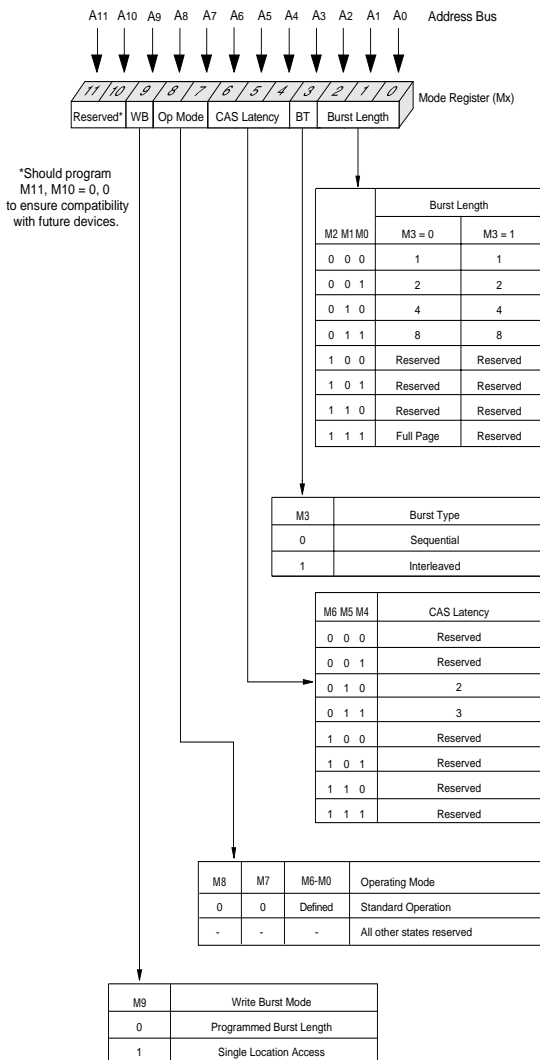 A11 A10 A9 A8 A7 A6 A5 A4 A3 A2 A1 A0 Address Bus
11 10 9 8 7 6 5 4 3 2 1 0 Mode Register (Mx)
Reserved* WB Op Mode CAS Latency BT Burst Length
*Should program
M11, M10 = 0, 0
to ensure compatibility
with future devices.
Burst Length
M2 M1 M0 M3 = 0 M3 = 1
0 0 0 1 1
0 0 1 2 2
0 1 0 4 4
0 1 1 8 8
1 0 0 Reserved Reserved
1 0 1 Reserved Reserved
1 1 0 Reserved Reserved
1 1 1 Full Page Reserved
M3 Burst Type
0 Sequential
1 Interleaved
M6 M5 M4 CAS Latency
0 0 0 Reserved
0 0 1 Reserved
0 1 0 2
0 1 1 3
1 0 0 Reserved
1 0 1 Reserved
1 1 0 Reserved
1 1 1 Reserved
M8 M7 M6-M0 Operating Mode
0 0 Defined Standard Operation
- - - All other states reserved
M9 Write Burst Mode
0 Programmed Burst Length
1 Single Location Access